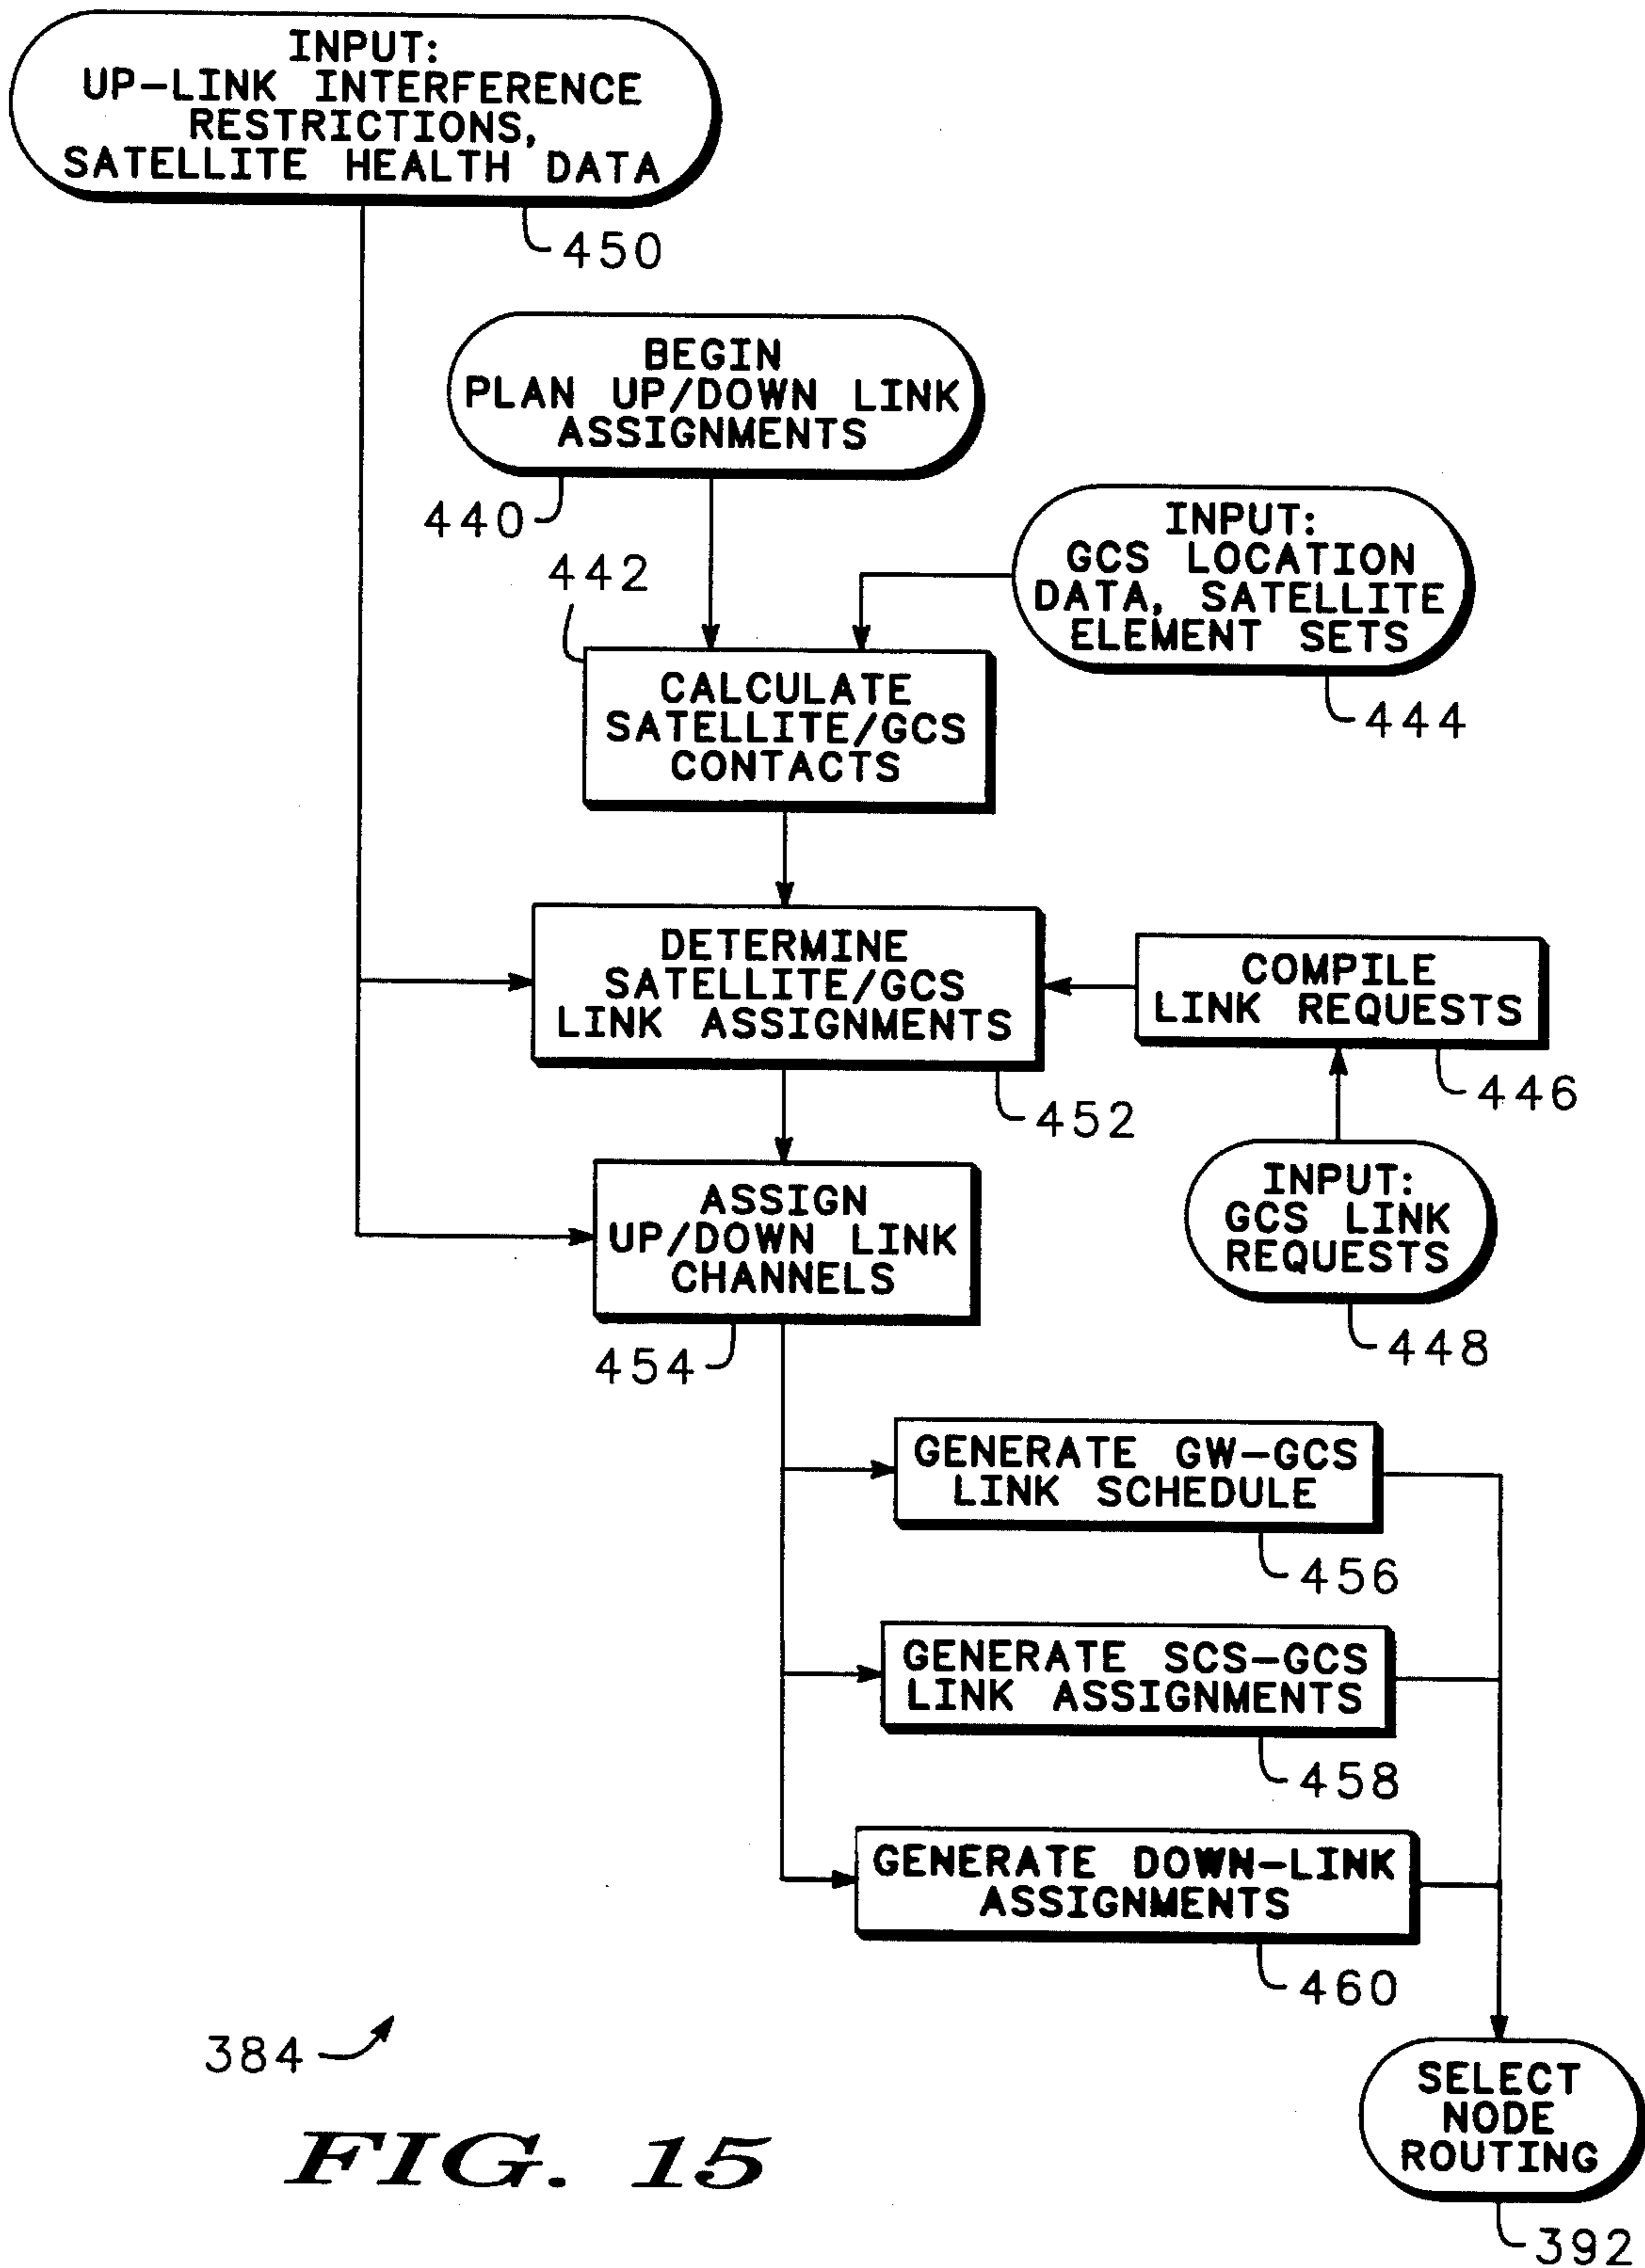 INPUT:
UP-LINK INTERFERENCE
RESTRICTIONS,
SATELLITE HEALTH DATA
450
BEGIN
PLAN UP/DOWN LINK
ASSIGNMENTS
440
442
INPUT:
GCS LOCATION
DATA, SATELLITE
ELEMENT SETS
444
CALCULATE
SATELLITE/GCS
CONTACTS
DETERMINE
SATELLITE/GCS
LINK ASSIGNMENTS
452
COMPILE
LINK REQUESTS
446
ASSIGN
UP/DOWN LINK
CHANNELS
454
INPUT:
GCS LINK
REQUESTS
448
GENERATE GW-GCS
LINK SCHEDULE
456
GENERATE SCS-GCS
LINK ASSIGNMENTS
458
GENERATE DOWN-LINK
ASSIGNMENTS
460
384
SELECT
NODE
ROUTING
392
FIG. 15